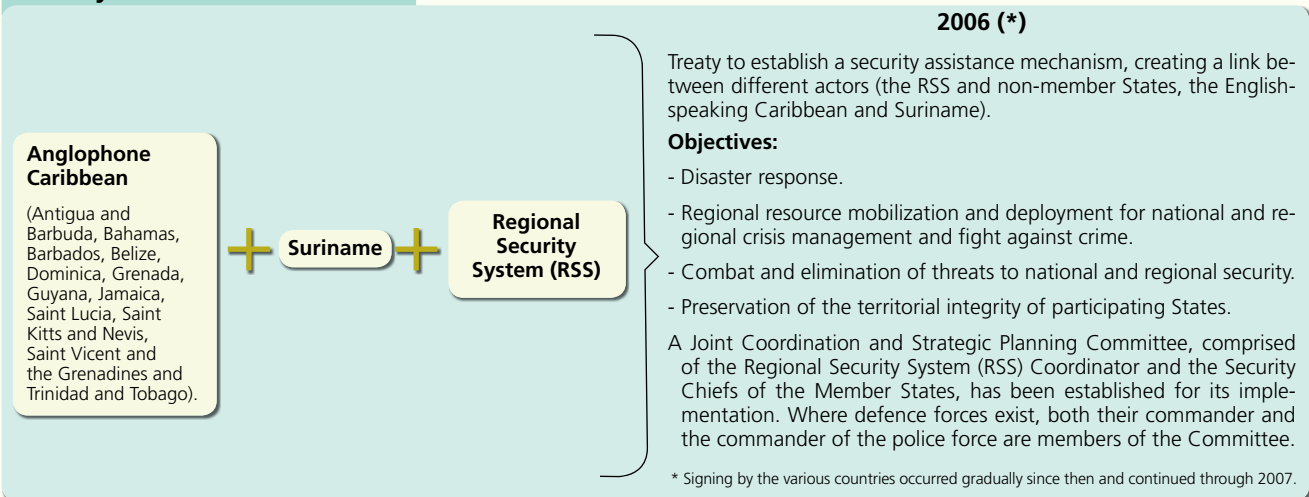 Anglophone
Caribbean
(Antigua and
Barbuda, Bahamas,
Barbados, Belize,
Dominica, Grenada,
Guyana, Jamaica,
Saint Lucia, Saint
Kitts and Nevis,
Saint Vicent and
the Grenadines and
Trinidad and Tobago).
Suriname
Regional
Security
System (RSS)
2006 (*)
Treaty to establish a security assistance mechanism, creating a link be-
tween different actors (the RSS and non-member States, the English-
speaking Caribbean and Suriname).
Objectives:
- Disaster response.
- Regional resource mobilization and deployment for national and re-
gional crisis management and fight against crime.
- Combat and elimination of threats to national and regional security.
- Preservation of the territorial integrity of participating States.
A Joint Coordination and Strategic Planning Committee, comprised
of the Regional Security System (RSS) Coordinator and the Security
Chiefs of the Member States, has been established for its imple-
mentation. Where defence forces exist, both their commander and
the commander of the police force are members of the Committee.
* Signing by the various countries occurred gradually since then and continued through 2007.